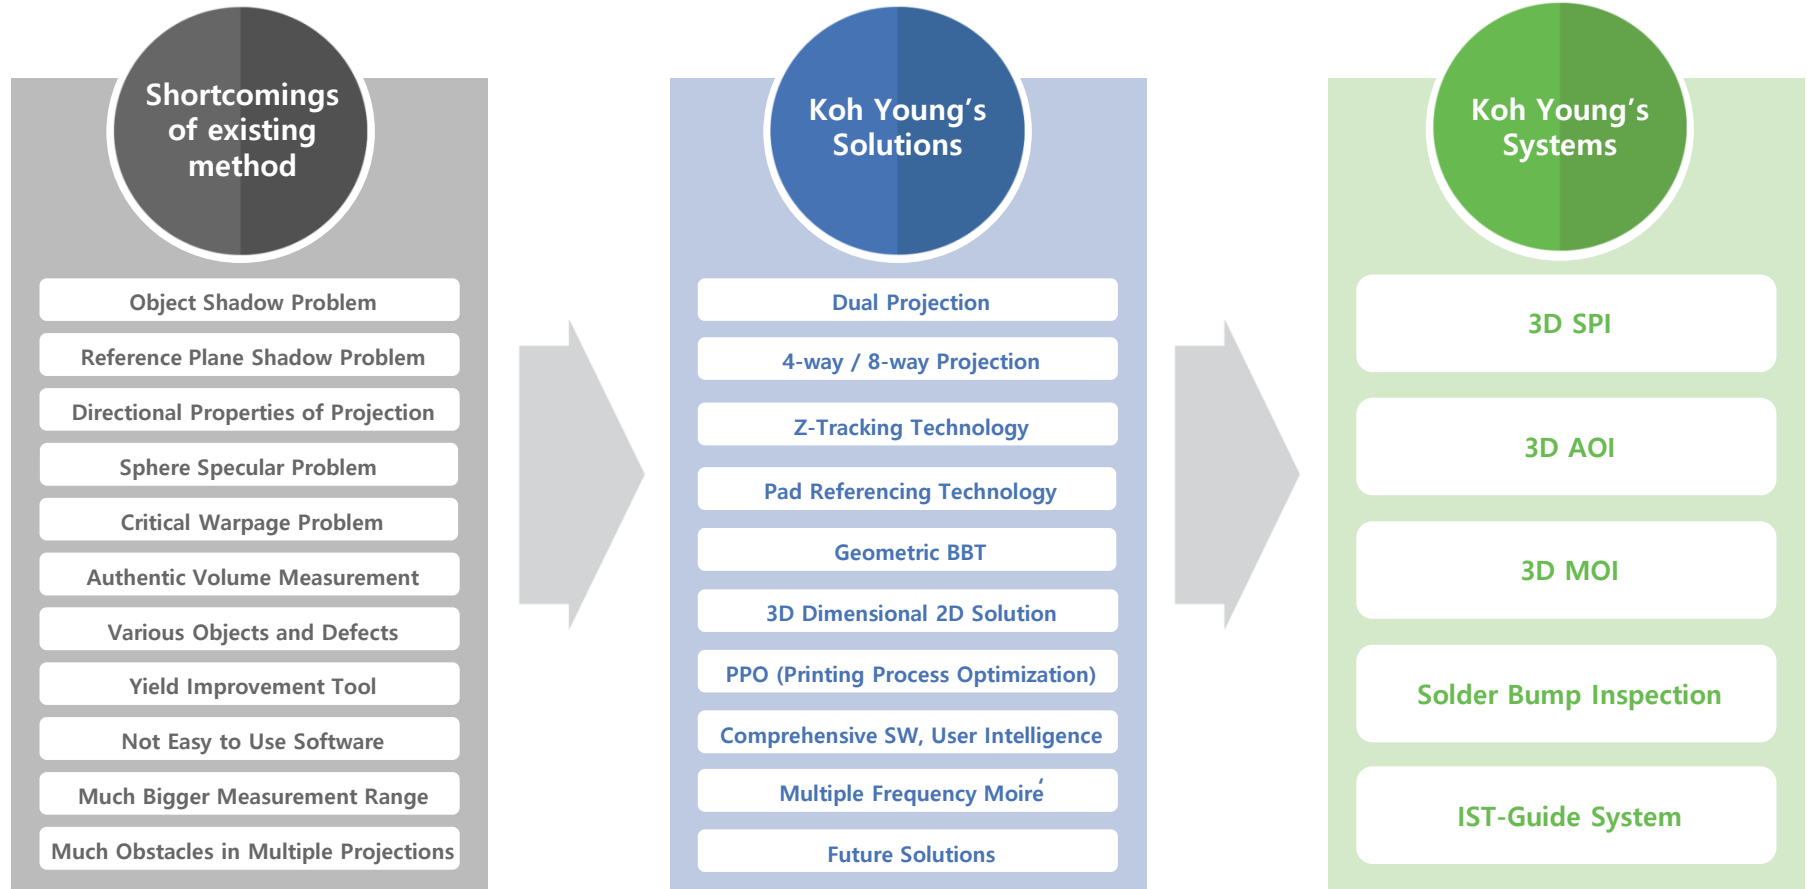 Shortcomings
of existing
method
Object Shadow Problem
Reference Plane Shadow Problem
Directional Properties of Projection
Sphere Specular Problem
Critical Warpage Problem
Authentic Volume Measurement
Various Objects and Defects
Yield Improvement Tool
Not Easy to Use Software
Much Bigger Measurement Range
Much Obstacles in Multiple Projections
Koh Young’s
Solutions
Dual Projection
4-way / 8-way Projection
Z-Tracking Technology
Pad Referencing Technology
Geometric BBT
3D Dimensional 2D Solution
PPO (Printing Process Optimization)
Comprehensive SW, User Intelligence
Multiple Frequency Moire‘
Future Solutions
Koh Young’s
Systems
3D SPI
3D AOI
3D MOI
Solder Bump Inspection
IST-Guide System